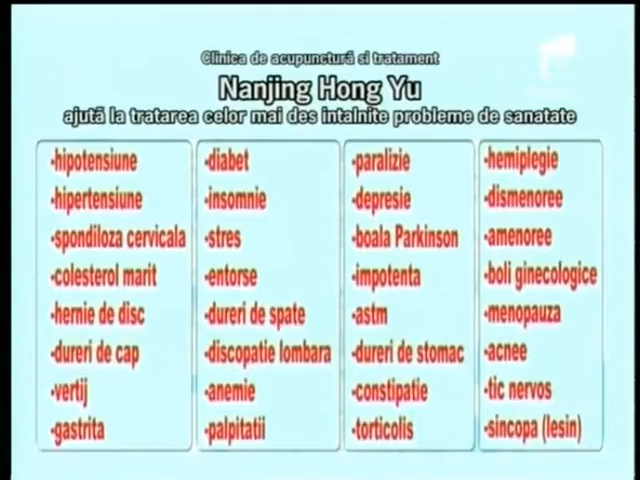 Clinica de acupunctură si tratament
Nanjing Hong Yu
ajută la tratarea celor mai des intalnite probleme de sanatate
-hipotensiune
-hipertensiune
-spondiloza cervicala
-colesterol marit
-hernie de disc
-dureri de cap
-vertij
-gastrita
-diabet
-insomnie
-stres
-entorse
-dureri de spate
-discopatie lombara
-anemie
-palpitatii
-paralizie
-depresie
-boala Parkinson
-impotenta
-astm
-dureri de stomac
-constipatie
-torticolis
-hemiplegie
-dismenoree
-amenoree
-boli ginecologice
-menopauza
-acnee
-tic nervos
-sincopa (lesin)